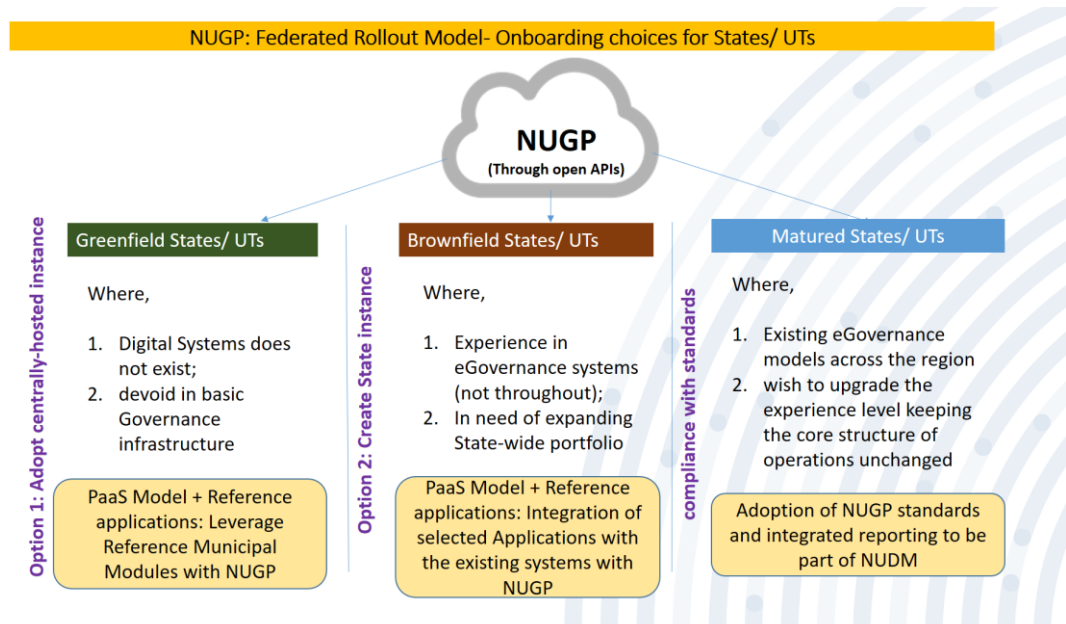 NUGP: Federated Rollout Model- Onboarding choices for States/ UTs
NUGP
(Through open APIs)
Option 1: Adopt centrally-hosted instance
Greenfield States/ UTs
Where,
1. Digital Systems does
not exist;
2. devoid in basic
Governance
infrastructure
PaaS Model + Reference
applications: Leverage
Reference Municipal
Modules with NUGP
Option 2: Create State instance
Brownfield States/ UTs
Where,
1. Experience in
eGovernance systems
(not throughout);
2. In need of expanding
State-wide portfolio
PaaS Model + Reference
applications: Integration of
selected Applications with
the existing systems with
NUGP
compliance with standards
Matured States/ UTs
Where,
1. Existing eGovernance
models across the region
2. wish to upgrade the
experience level keeping
the core structure of
operations unchanged
Adoption of NUGP standards
and integrated reporting to be
part of NUDM